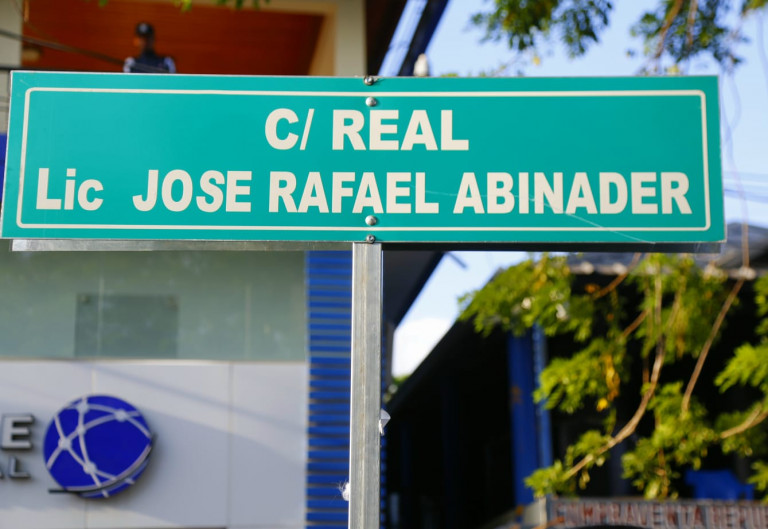 C/ REAL
Lic JOSE RAFAEL ABINADER